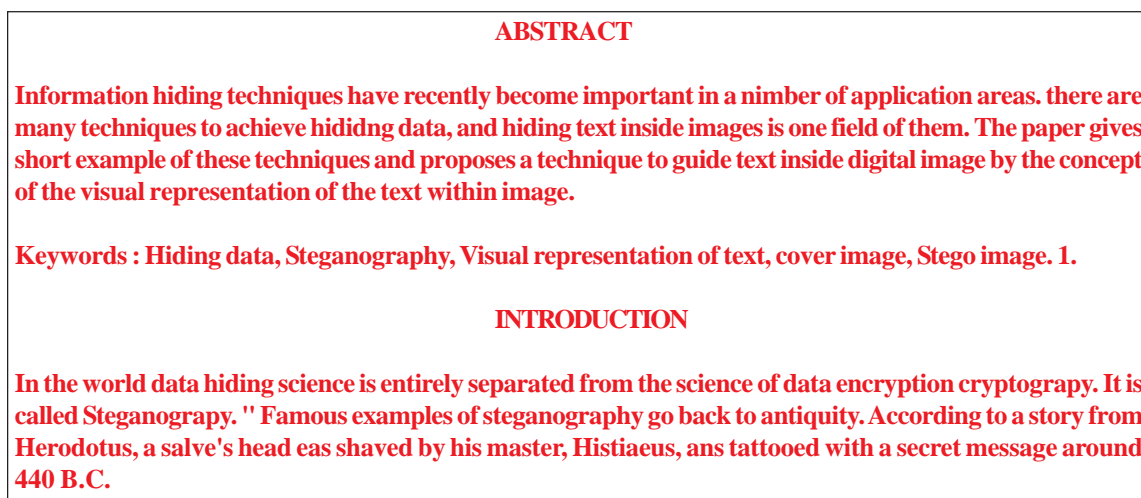 ABSTRACT
Information hiding techniques have recently become important in a nimber of application areas. there are
many techniques to achieve hididng data, and hiding text inside images is one field of them. The paper gives
short example of these techniques and proposes a technique to guide text inside digital image by the concept
of the visual representation of the text within image.
Keywords : Hiding data, Steganography, Visual representation of text, cover image, Stego image. 1.
INTRODUCTION
In the world data hiding science is entirely separated from the science of data encryption cryptograpy. It is
called Steganograpy. " Famous examples of steganography go back to antiquity. According to a story from
Herodotus, a salve's head eas shaved by his master, Histiaeus, ans tattooed with a secret message around
440 B.C.